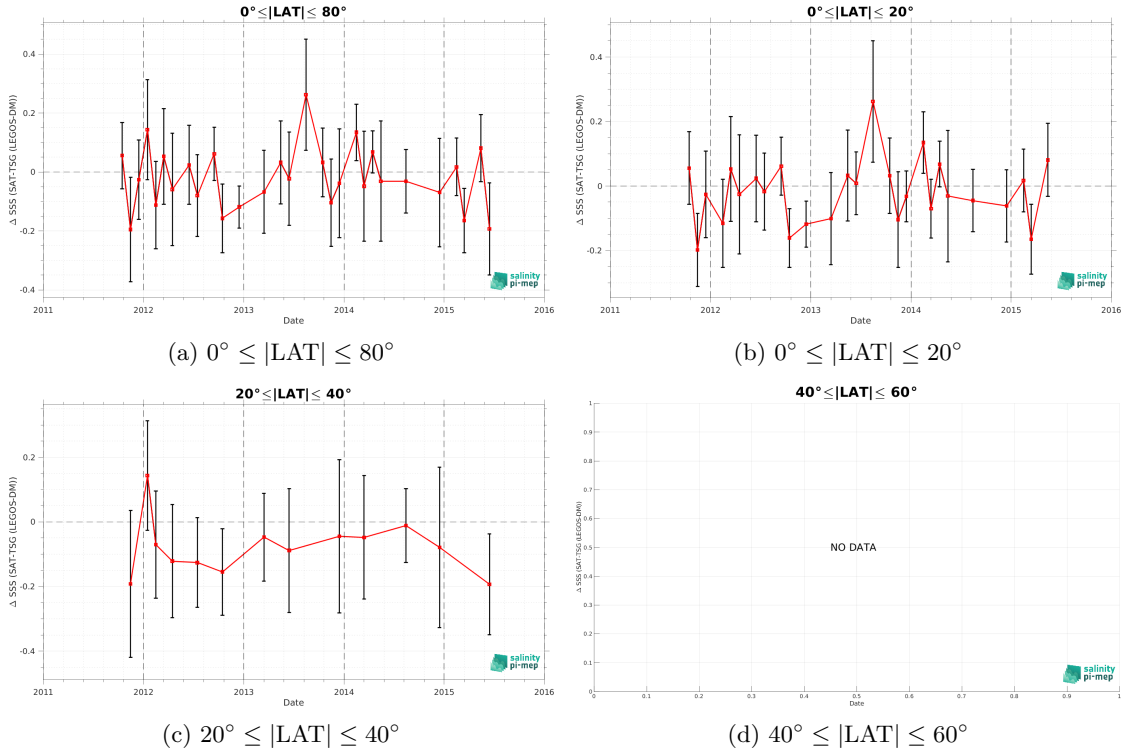 0°≤|LAT|≤ 80°
Δ SSS (SAT-TSG (LEGOS-DM))
0.4
0.2
0
-0.2
-0.4
2011
2012
2013
2014
2015
2016
Date
salinity
pi-mep
(a) 0° ≤ |LAT| ≤ 80°
0°≤|LAT|≤ 20°
Δ SSS (SAT-TSG (LEGOS-DM))
0.4
0.2
0
-0.2
2011
2012
2013
2014
2015
2016
Date
salinity
pi-mep
(b) 0° ≤ |LAT| ≤ 20°
20°≤|LAT|≤ 40°
Δ SSS (SAT-TSG (LEGOS-DM))
0.2
0
-0.2
-0.4
2011
2012
2013
2014
2015
2016
Date
salinity
pi-mep
(c) 20° ≤ |LAT| ≤ 40°
40°≤|LAT|≤ 60°
Δ SSS (SAT-TSG (LEGOS-DM))
1
0.9
0.8
0.7
0.6
0.5
0.4
0.3
0.2
0.1
0
NO DATA
0
0.1
0.2
0.3
0.4
0.5
0.6
0.7
0.8
0.9
1
Date
salinity
pi-mep
(d) 40° ≤ |LAT| ≤ 60°